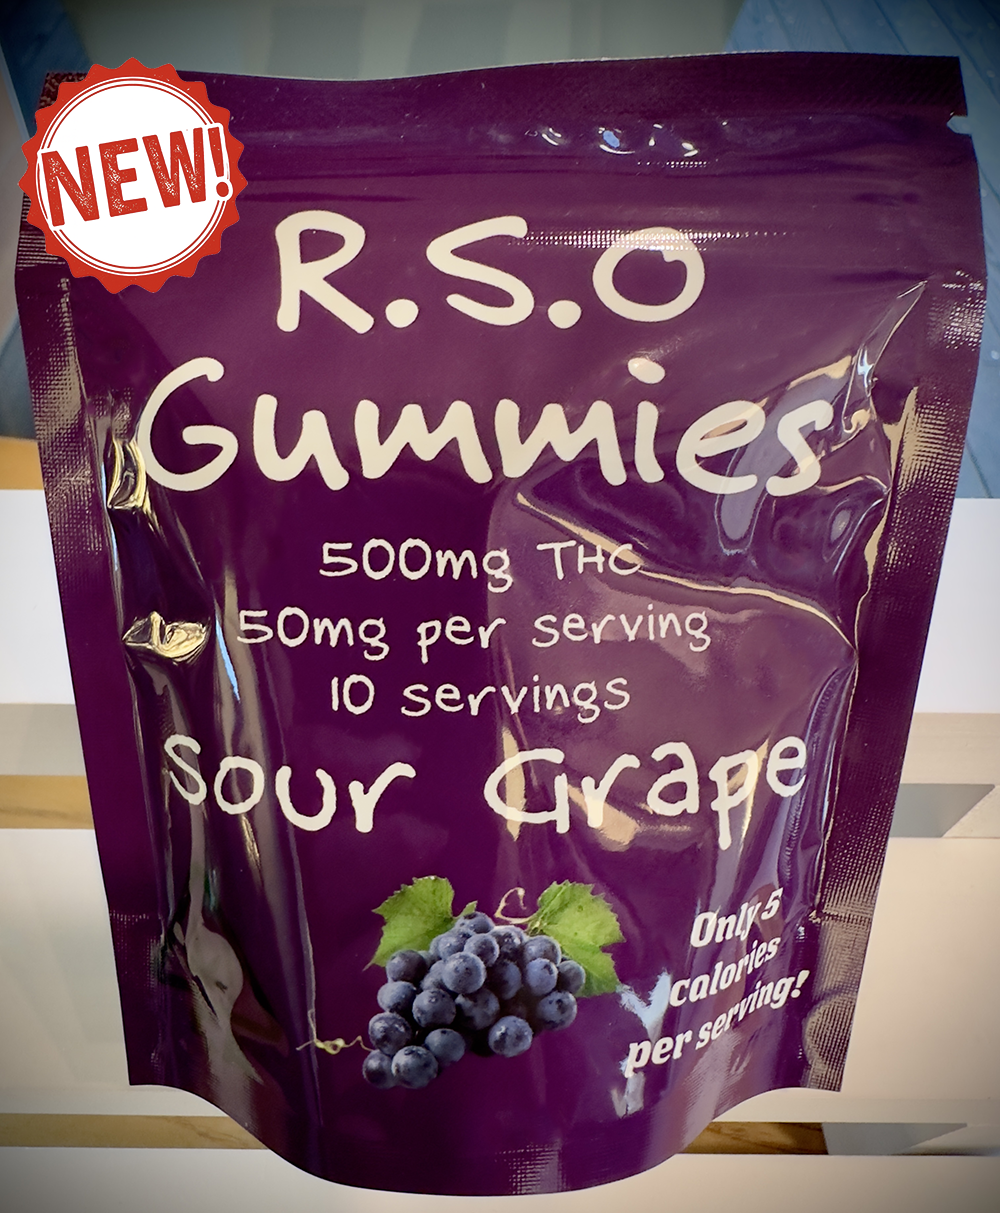 NEW!
R.S.O
Gummies
500mg THC
50mg per serving
10 servings
Sour Grape
Only 5
calories
per serving!